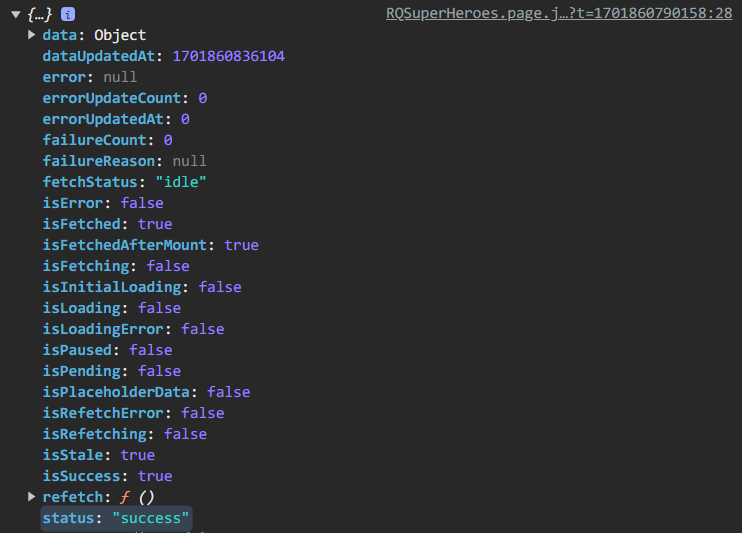 {…} i RQSuperHeroes.page.j…?t=1701860790158:28
data: Object
dataUpdatedAt: 1701860836104
error: null
errorUpdateCount: 0
errorUpdatedAt: 0
failureCount: 0
failureReason: null
fetchStatus: "idle"
isError: false
isFetched: true
isFetchedAfterMount: true
isFetching: false
isInitialLoading: false
isLoading: false
isLoadingError: false
isPaused: false
isPending: false
isPlaceholderData: false
isRefetchError: false
isRefetching: false
isStale: true
isSuccess: true
refetch: ƒ ()
status: "success"